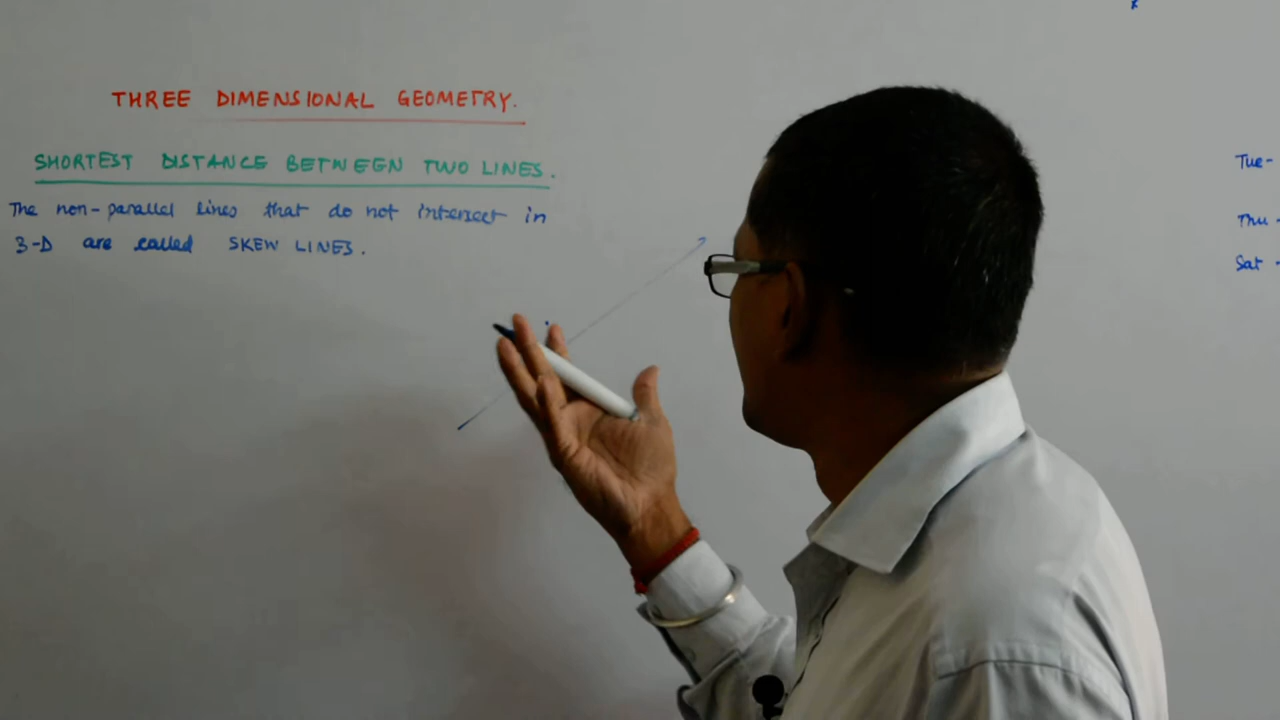 THREE DIMENSIONAL GEOMETRY.
SHORTEST DISTANCE BETWEEN TWO LINES.
The non-parallel lines that do not intersect in
3-D are called SKEW LINES.
Tue-
Thu-
Sat-